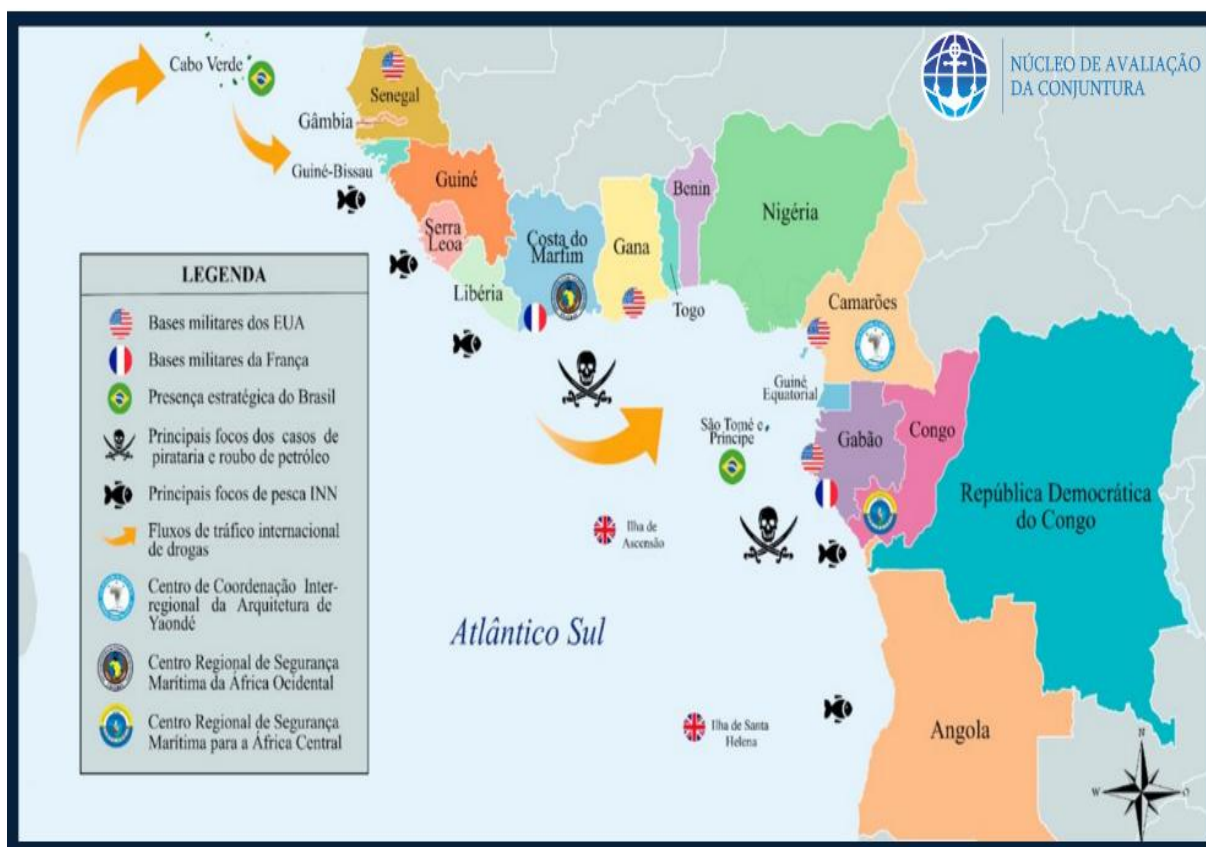 NÚCLEO DE AVALIAÇÃO
DA CONJUNTURA
Cabo Verde
Senegal
Gâmbia
Guiné-Bissau
Guiné
Serra
Leoa
Libéria
Costa do
Marfim
Gana
Togo
Benin
Nigéria
Camarões
Guiné
Equatorial
São Tomé e
Príncipe
Gabão
Congo
República Democrática
do Congo
Ilha de
Ascensão
Atlântico Sul
Ilha de Santa
Helena
Angola
N
W
O
S
LEGENDA
Bases militares dos EUA
Bases militares da França
Presença estratégica do Brasil
Principais focos dos casos de
pirataria e roubo de petróleo
Principais focos de pesca INN
Fluxos de tráfico internacional
de drogas
Centro de Coordenação Inter-
regional da Arquitetura de
Yaondé
Centro Regional de Segurança
Marítima da África Ocidental
Centro Regional de Segurança
Marítima para a África Central